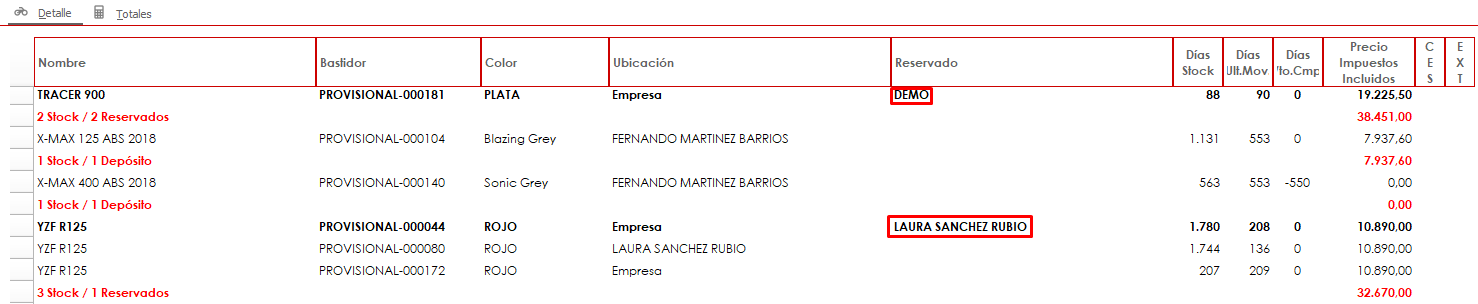 Detalle Totales
Nombre Bastidor Color Ubicación Reservado Días Stock Días Ult.Mov. Días Vto.Cmp Precio Impuestos Incluidos CES EXT
TRACER 900 PROVISIONAL-000181 PLATA Empresa DEMO 88 90 0 19.225,50
2 Stock / 2 Reservados 38.451,00
X-MAX 125 ABS 2018 PROVISIONAL-000104 Blazing Grey FERNANDO MARTINEZ BARRIOS 1.131 553 0 7.937,60
1 Stock / 1 Depósito 7.937,60
X-MAX 400 ABS 2018 PROVISIONAL-000140 Sonic Grey FERNANDO MARTINEZ BARRIOS 563 553 -550 0,00
1 Stock / 1 Depósito 0,00
YZF R125 PROVISIONAL-000044 ROJO Empresa LAURA SANCHEZ RUBIO 1.780 208 0 10.890,00
YZF R125 PROVISIONAL-000080 ROJO LAURA SANCHEZ RUBIO 1.744 136 0 10.890,00
YZF R125 PROVISIONAL-000172 ROJO Empresa 207 209 0 10.890,00
3 Stock / 1 Reservados 32.670,00